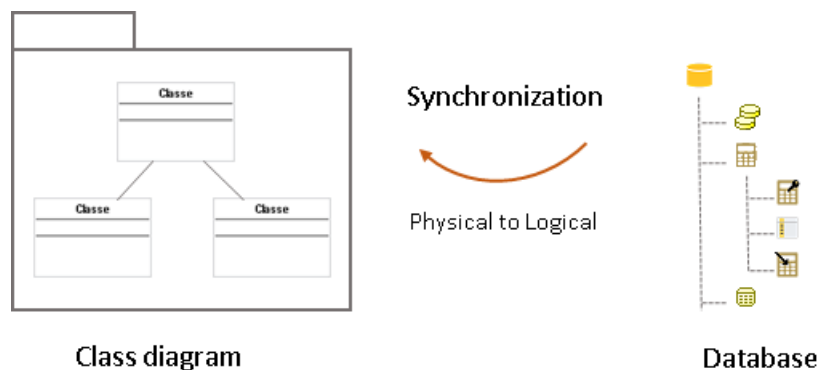 Classe
Synchronization
Classe
Classe
Physical to Logical
Class diagram
Database